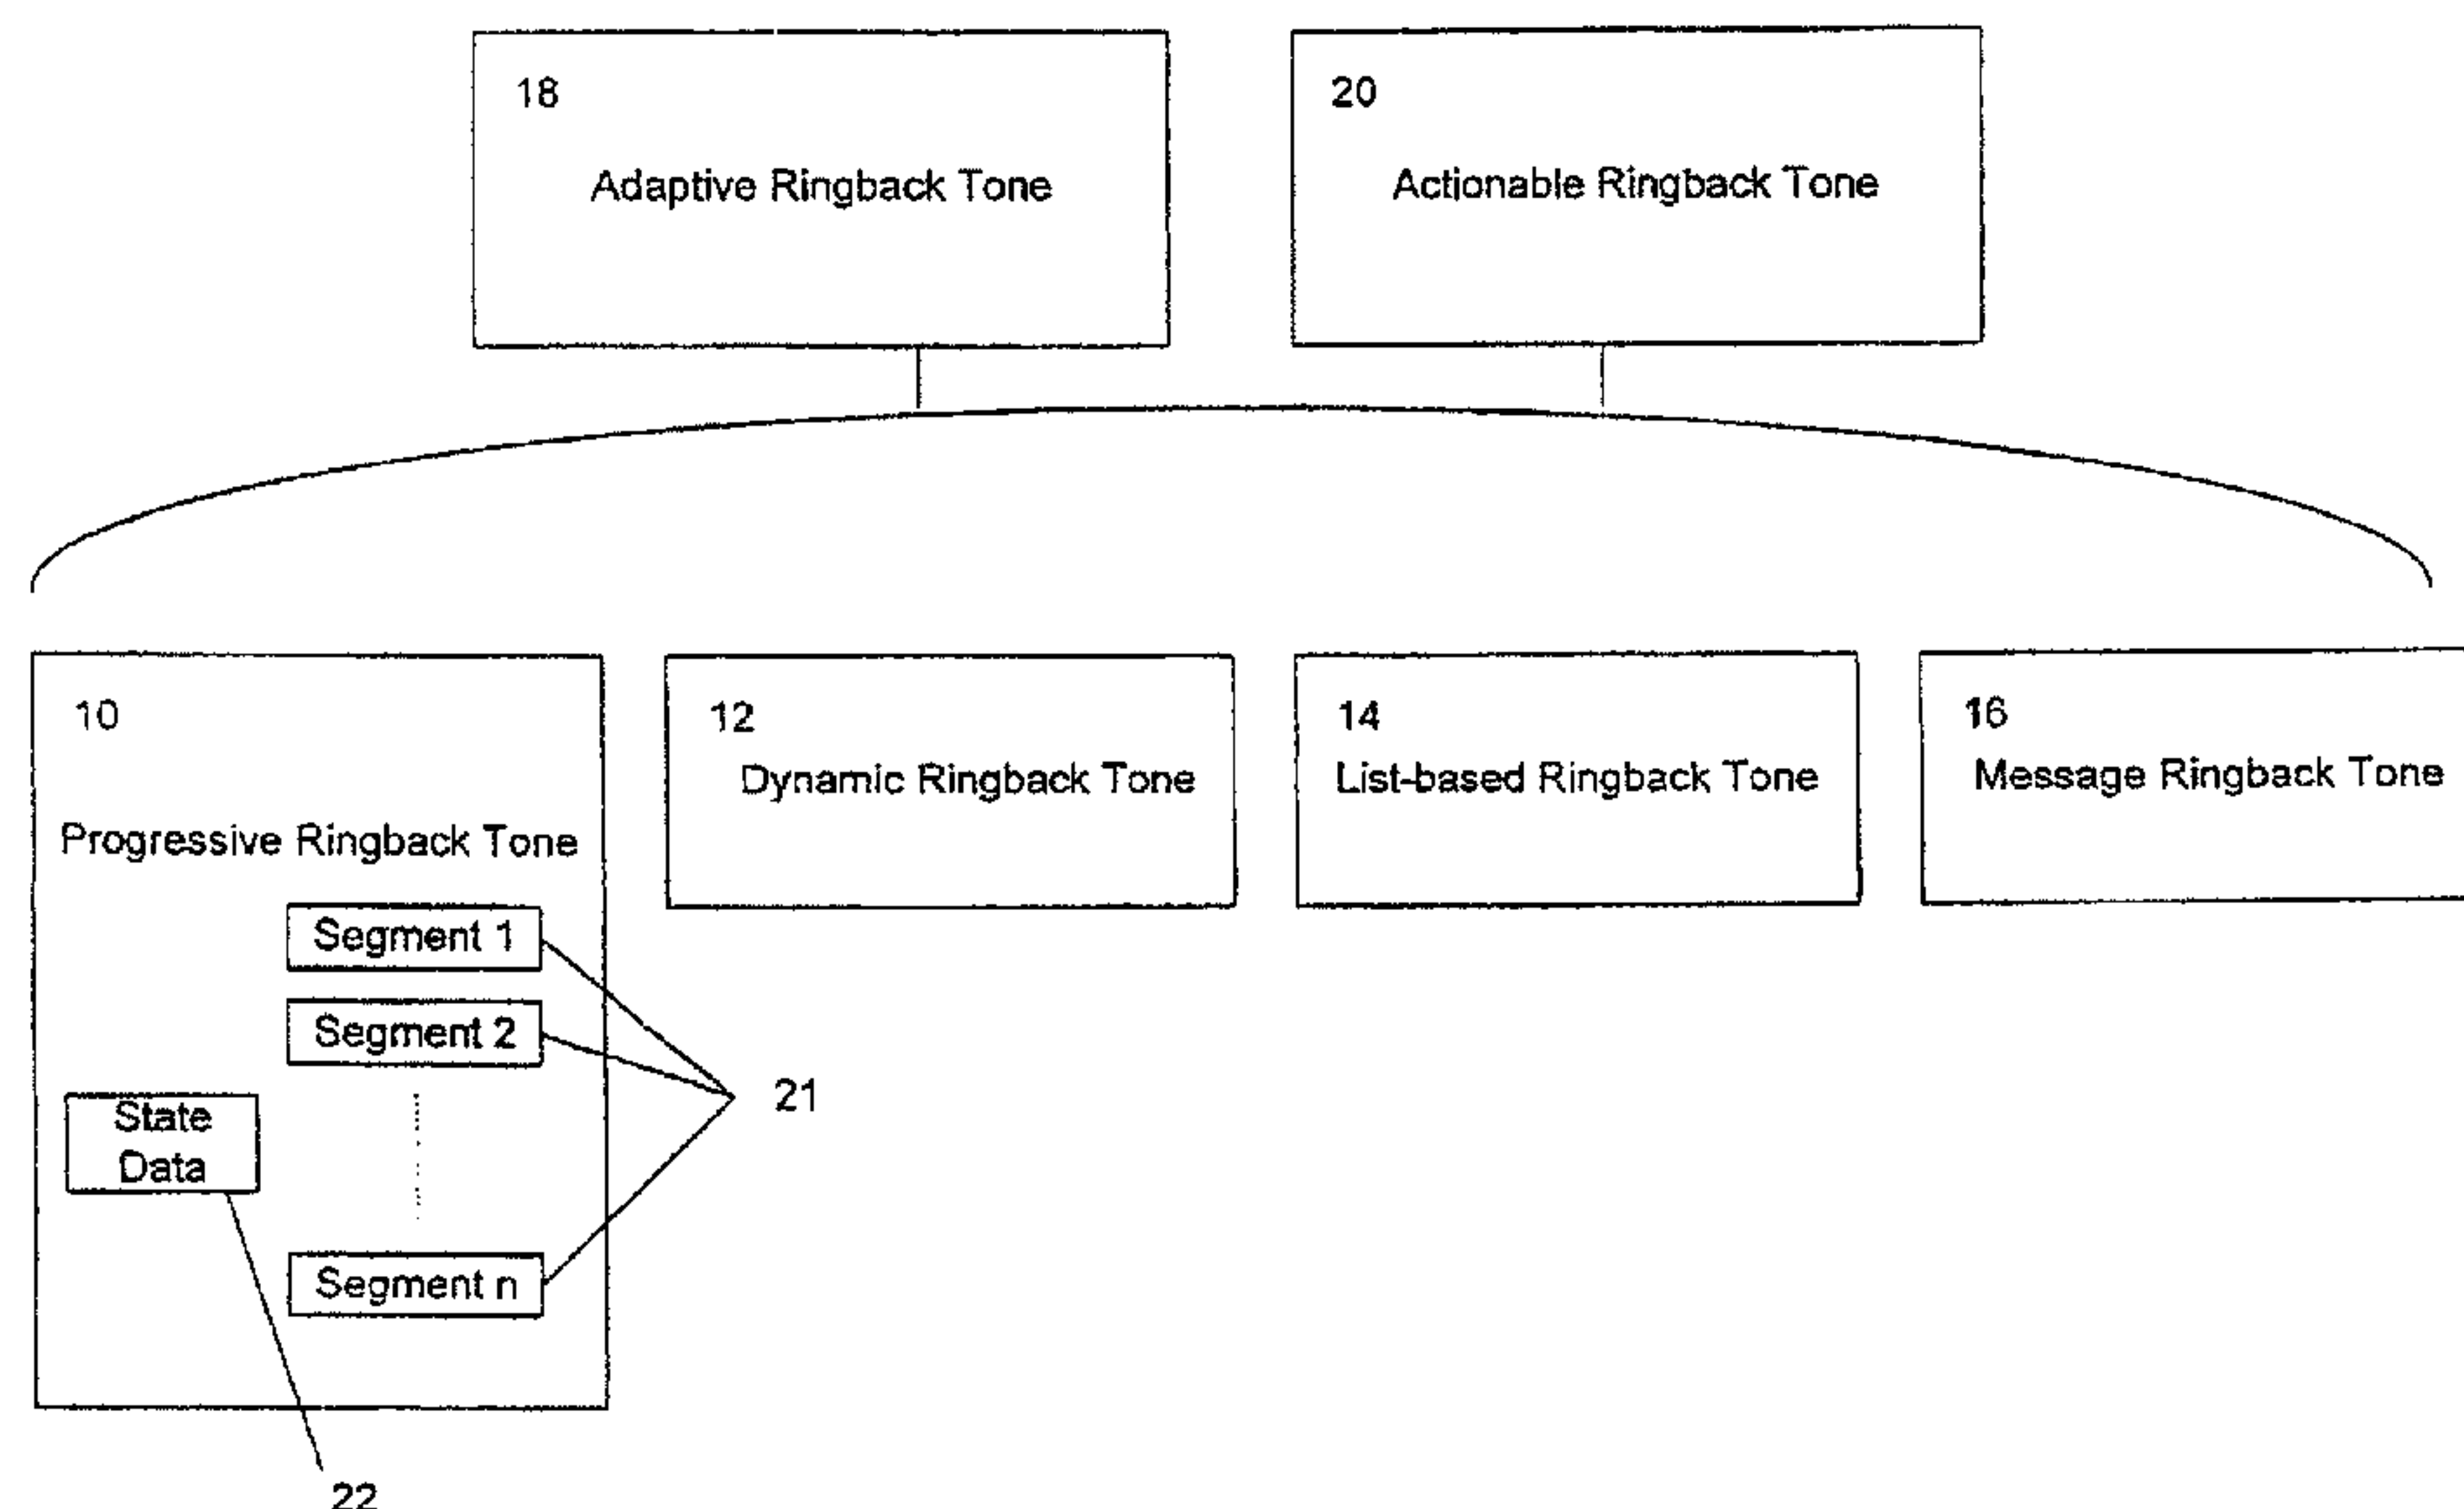 18
Adaptive Ringback Tone
20
Actionable Ringback Tone
10
Progressive Ringback Tone
Segment 1
Segment 2
State
Data
Segment n
21
22
12
Dynamic Ringback Tone
14
List-based Ringback Tone
16
Message Ringback Tone